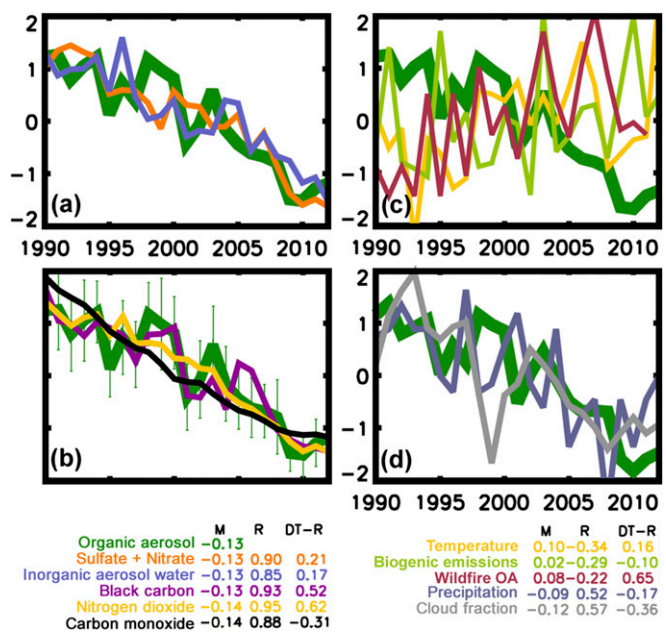 2
1
0
-1
-2
(a)
1990 1995 2000 2005 2010
2
1
0
-1
-2
(c)
1990 1995 2000 2005 2010
(b)
2
1
0
-1
-2
(d)
1990 1995 2000 2005 2010
M R DT-R
Organic aerosol -0.13
Sulfate + Nitrate -0.13 0.90 0.21
Inorganic aerosol water -0.13 0.85 0.17
Black carbon -0.13 0.93 0.52
Nitrogen dioxide -0.14 0.95 0.62
Carbon monoxide -0.14 0.88 -0.31
M R DT-R
Temperature 0.10 -0.34 0.16
Biogenic emissions 0.02 -0.29 -0.10
Wildfire OA 0.08 -0.22 0.65
Precipitation -0.09 0.52 -0.17
Cloud fraction -0.12 0.57 -0.36